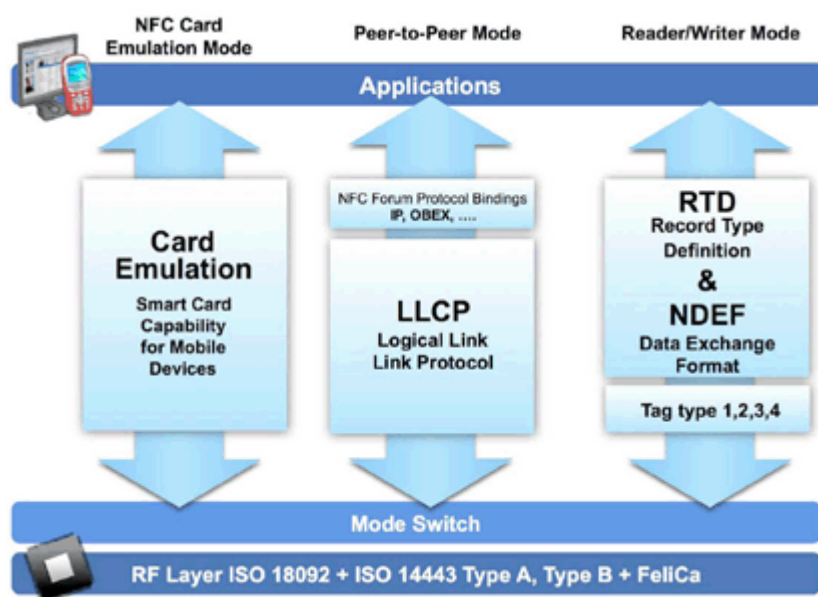 NFC Card
Emulation Mode
Peer-to-Peer Mode
Reader/Writer Mode
Applications
Card
Emulation
Smart Card
Capability
for Mobile
Devices
NFC Forum Protocol Bindings
IP, OBEX, ....
LLCP
Logical Link
Link Protocol
RTD
Record Type
Definition
&
NDEF
Data Exchange
Format
Tag type 1,2,3,4
Mode Switch
RF Layer ISO 18092 + ISO 14443 Type A, Type B + FeliCa